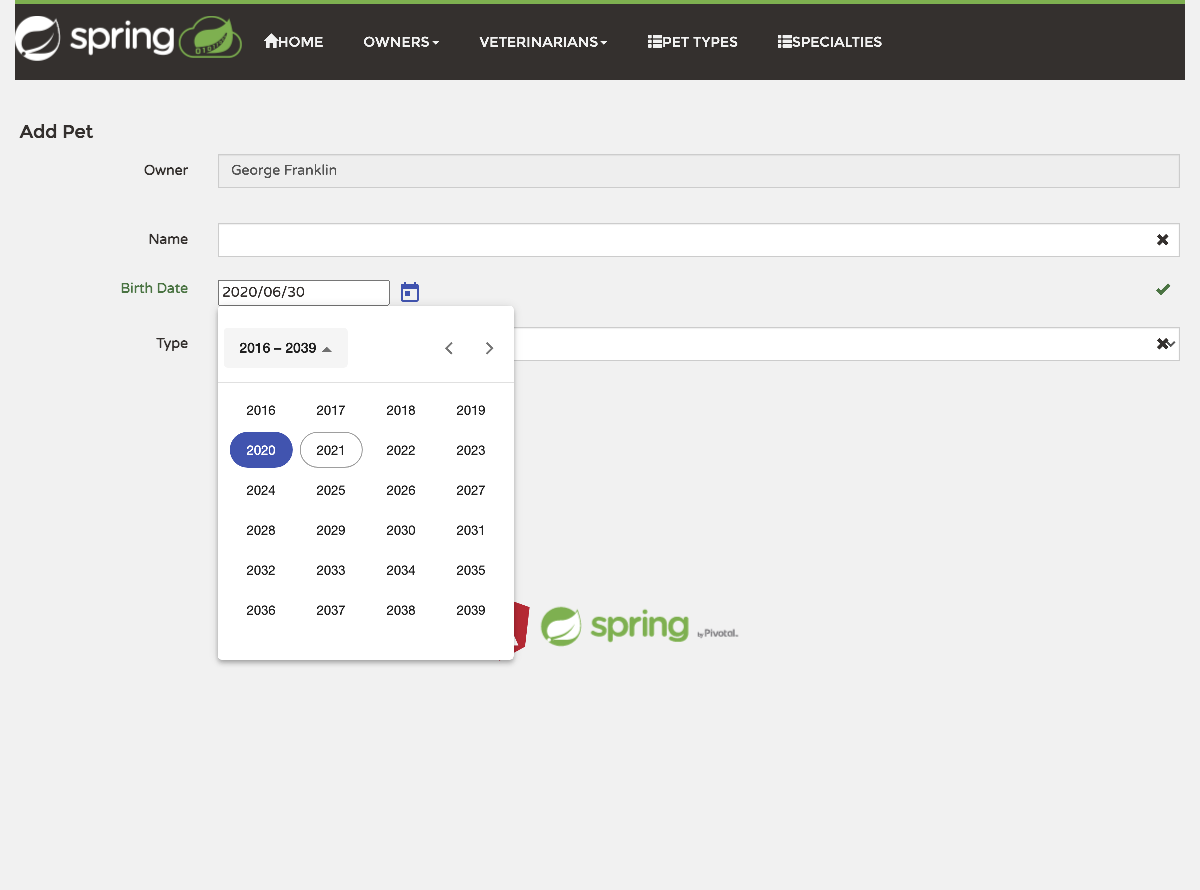 spring HOME OWNERS VETERINARIANS PET TYPES SPECIALTIES
Add Pet
Owner George Franklin
Name
Birth Date 2020/06/30
Type
2016 – 2039
2016 2017 2018 2019
2020 2021 2022 2023
2024 2025 2026 2027
2028 2029 2030 2031
2032 2033 2034 2035
2036 2037 2038 2039
spring by Pivotal.